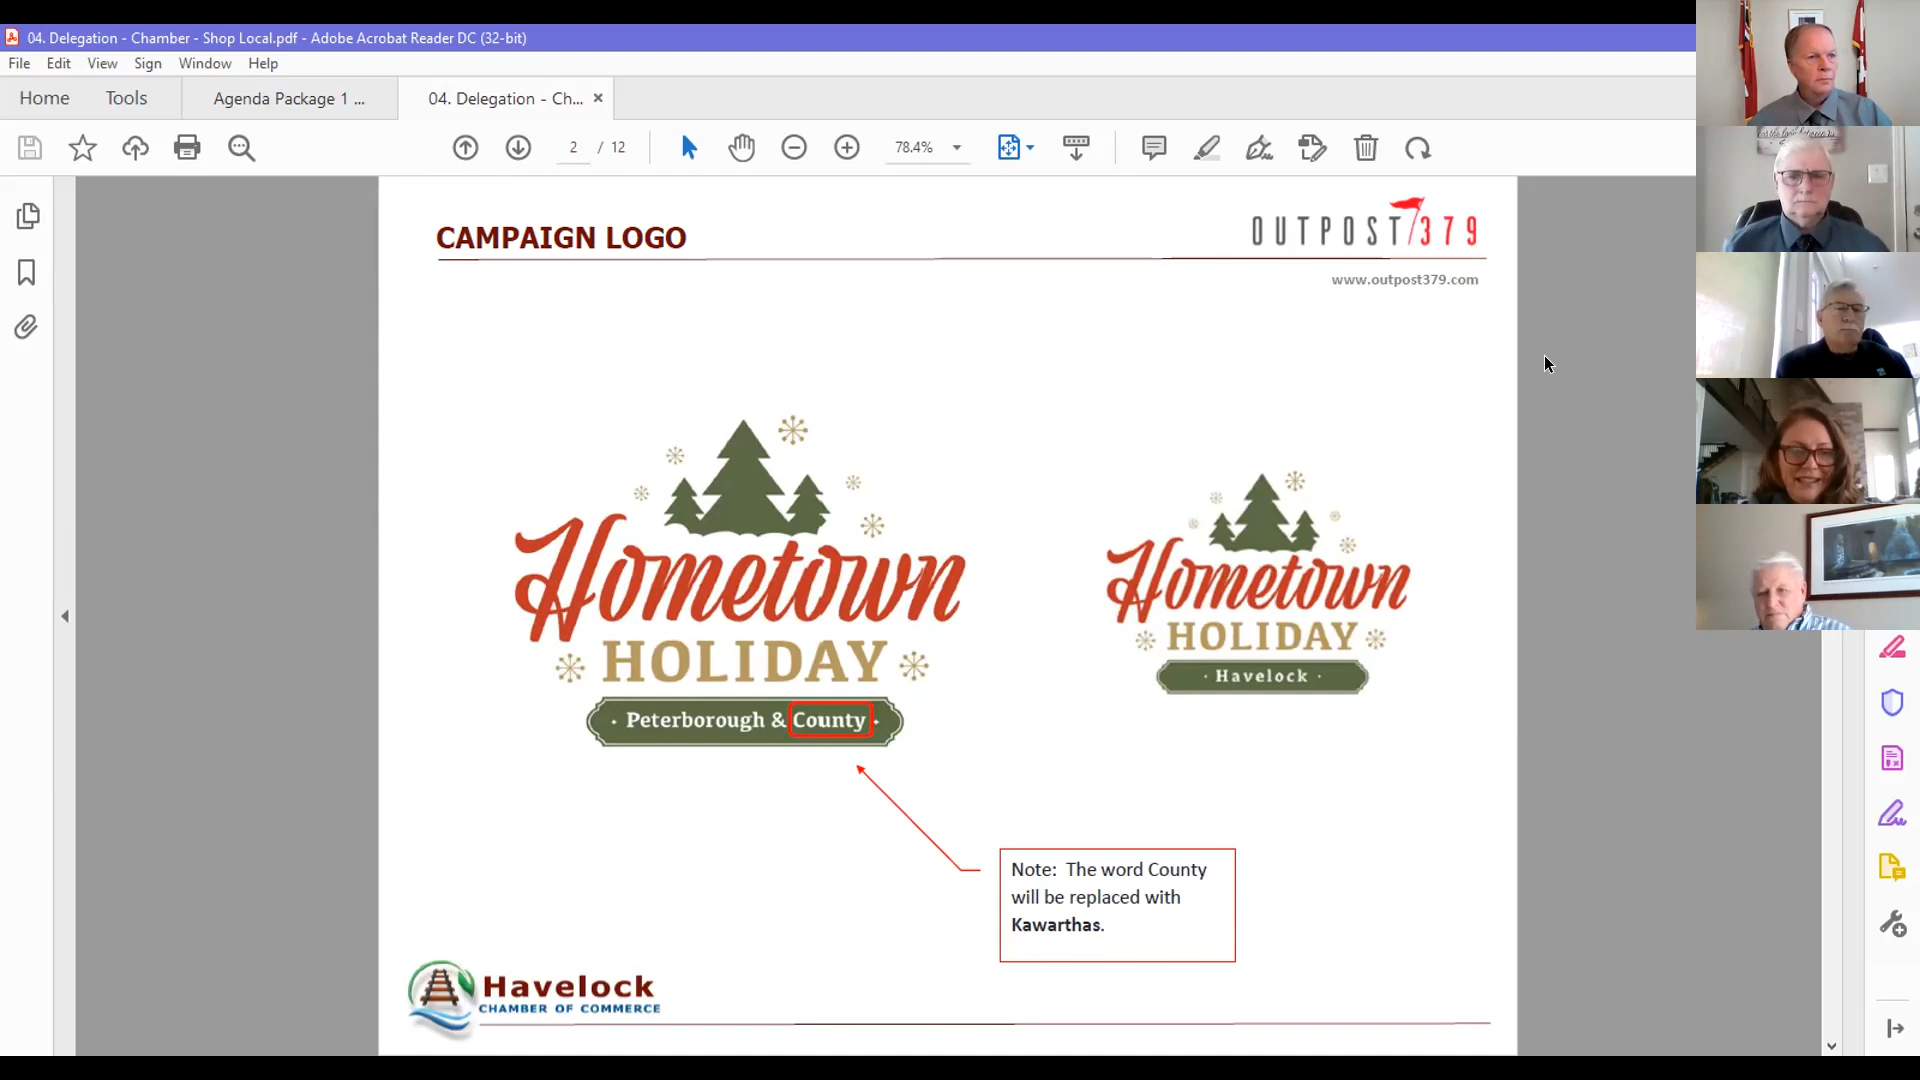 04. Delegation - Chamber - Shop Local.pdf - Adobe Acrobat Reader DC (32-bit)
File Edit View Sign Window Help
Home Tools Agenda Package 1 ... 04. Delegation - Ch...
2 / 12 78.4%
CAMPAIGN LOGO
OUTPOST 379
www.outpost379.com
Hometown
HOLIDAY
· Peterborough & County ·
Hometown
HOLIDAY
· Havelock ·
Note: The word County
will be replaced with
Kawarthas.
Havelock
CHAMBER OF COMMERCE